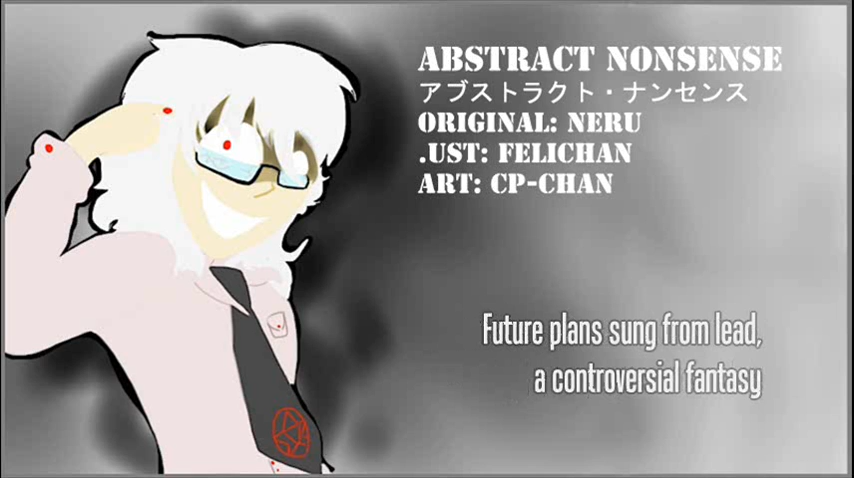 ABSTRACT NONSENSE
アブストラクト・ナンセンス
ORIGINAL: NERU
.UST: FELICHAN
ART: CP-CHAN
Future plans sung from lead,
a controversial fantasy